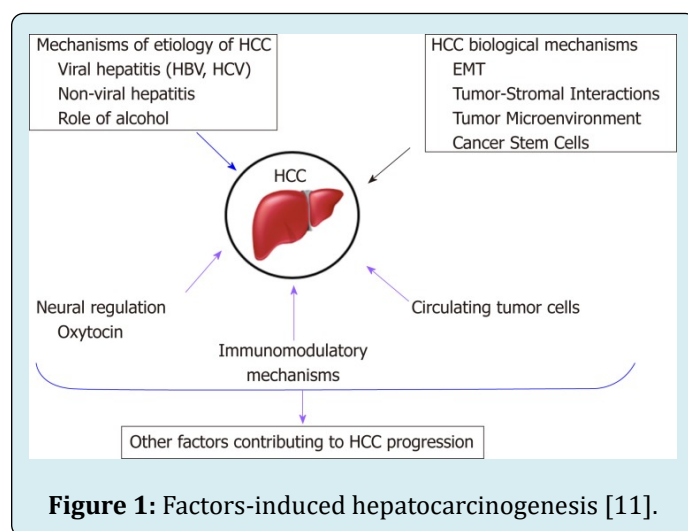 Mechanisms of etiology of HCC
Viral hepatitis (HBV, HCV)
Non-viral hepatitis
Role of alcohol
HCC biological mechanisms
EMT
Tumor-Stromal Interactions
Tumor Microenvironment
Cancer Stem Cells
HCC
Neural regulation
Oxytocin
Immunomodulatory
mechanisms
Circulating tumor cells
Other factors contributing to HCC progression
Figure 1: Factors-induced hepatocarcinogenesis [11].